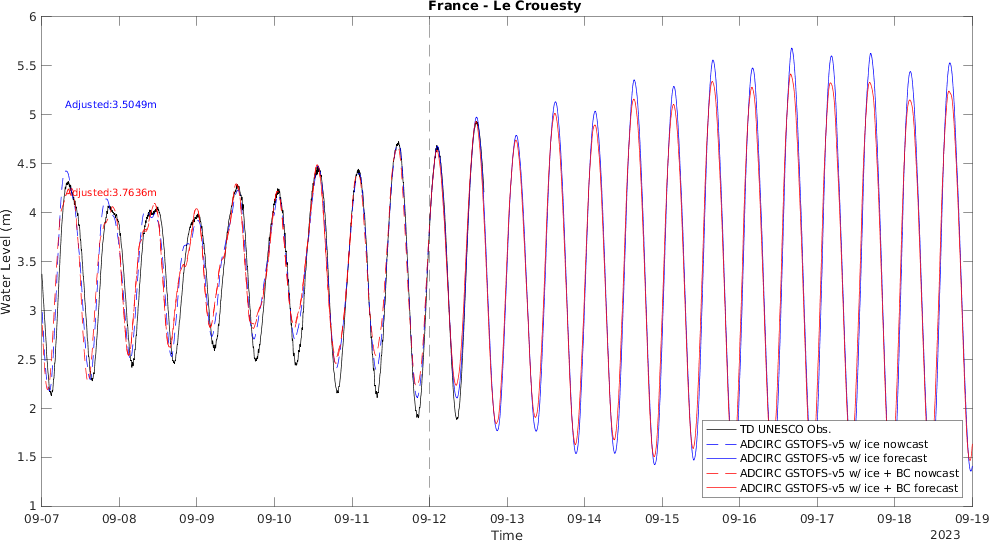 France - Le Crouesty
6
5.5
5
4.5
4
3.5
3
2.5
2
1.5
1
Water Level (m)
Adjusted:3.5049m
Adjusted:3.7636m
TD UNESCO Obs.
ADCIRC GSTOFS-v5 w/ ice nowcast
ADCIRC GSTOFS-v5 w/ ice forecast
ADCIRC GSTOFS-v5 w/ ice + BC nowcast
ADCIRC GSTOFS-v5 w/ ice + BC forecast
09-07 09-08 09-09 09-10 09-11 09-12 09-13 09-14 09-15 09-16 09-17 09-18 09-19
Time
2023